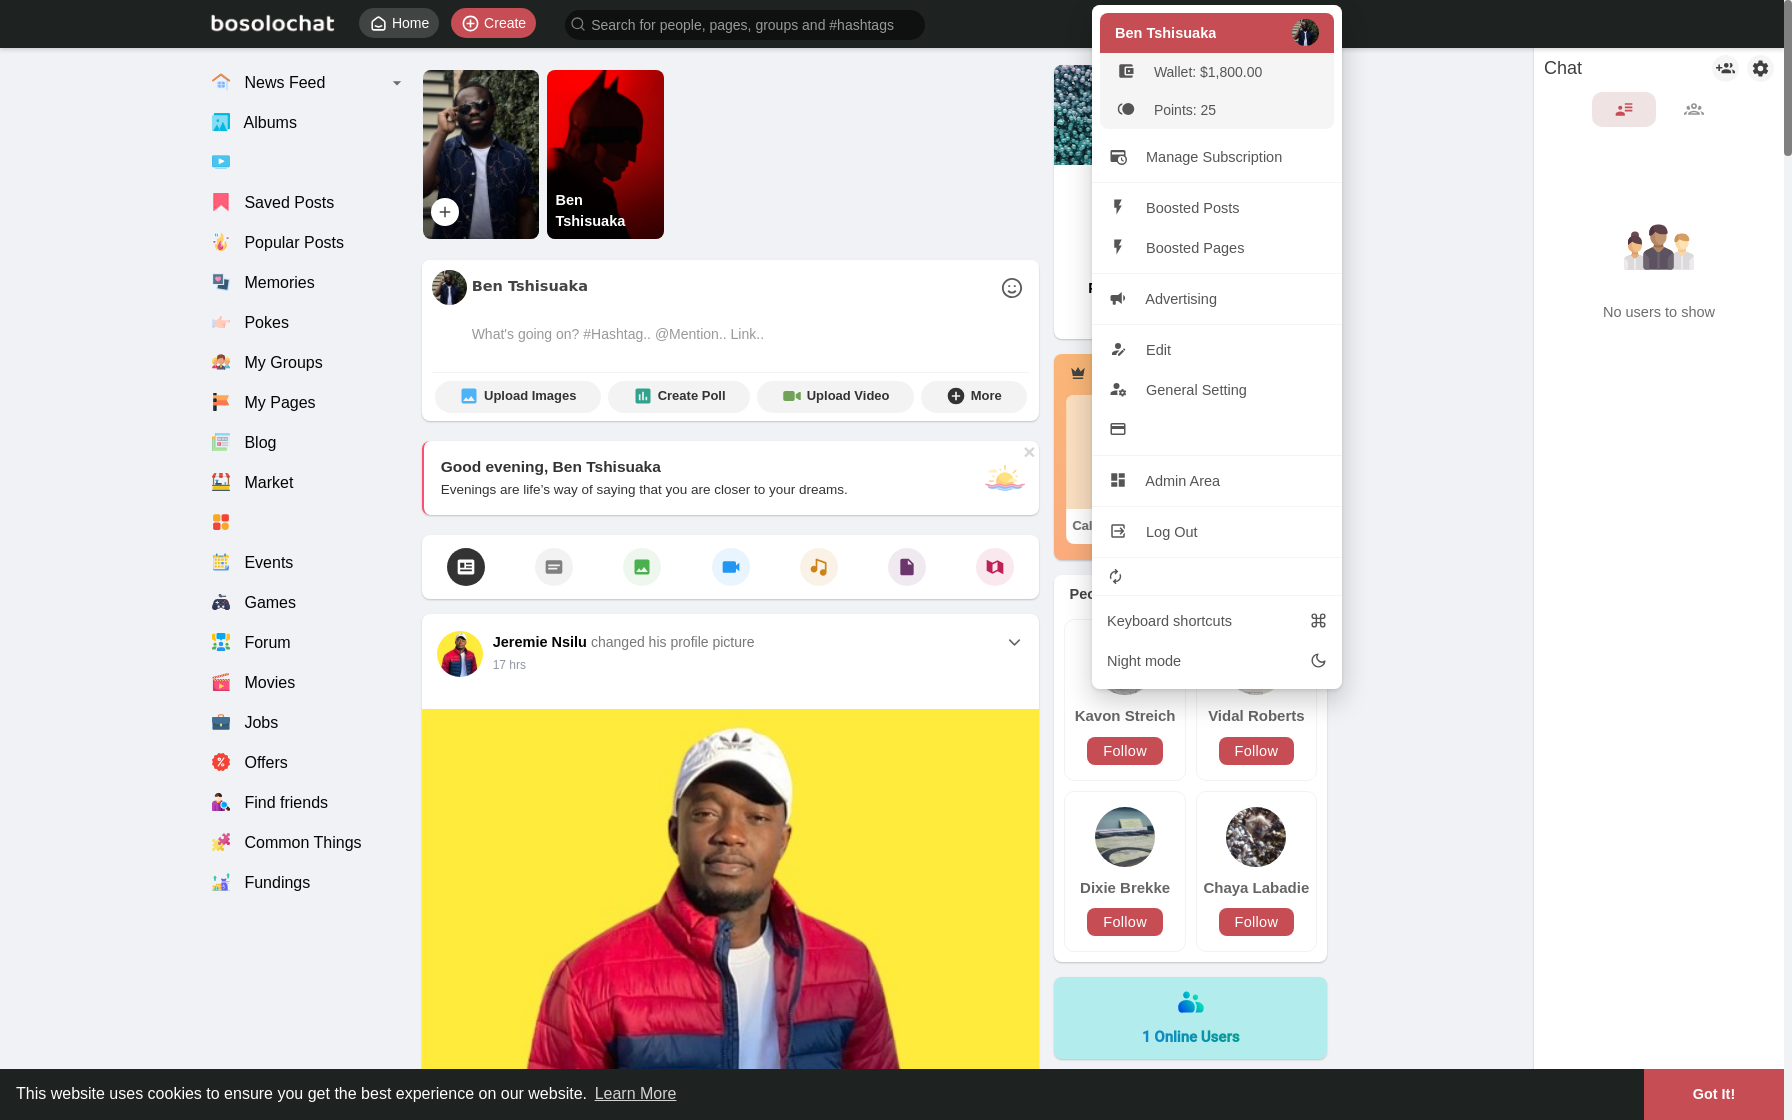 bosolochat
Home
Create
Search for people, pages, groups and #hashtags
News Feed
Albums
Saved Posts
Popular Posts
Memories
Pokes
My Groups
My Pages
Blog
Market
Events
Games
Forum
Movies
Jobs
Offers
Find friends
Common Things
Fundings
Ben
Tshisuaka
Ben Tshisuaka
What's going on? #Hashtag.. @Mention.. Link..
Upload Images
Create Poll
Upload Video
More
Good evening, Ben Tshisuaka
Evenings are life’s way of saying that you are closer to your dreams.
Jeremie Nsilu changed his profile picture
17 hrs
Ben Tshisuaka
Wallet: $1,800.00
Points: 25
Manage Subscription
Boosted Posts
Boosted Pages
Advertising
Edit
General Setting
Admin Area
Log Out
Keyboard shortcuts
Night mode
Kavon Streich
Follow
Vidal Roberts
Follow
Dixie Brekke
Follow
Chaya Labadie
Follow
1 Online Users
Chat
No users to show
This website uses cookies to ensure you get the best experience on our website. Learn More
Got It!